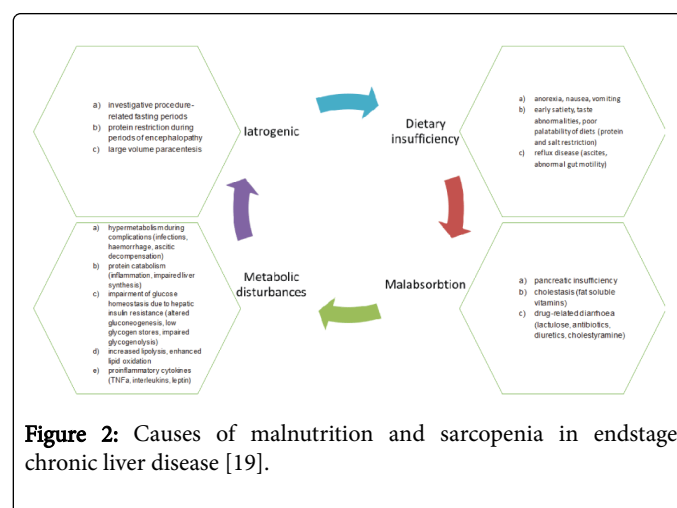 a) investigative procedure-
related fasting periods
b) protein restriction during
periods of encephalopathy
c) large volume paracentesis
Iatrogenic
Dietary
insufficiency
a) anorexia, nausea, vomiting
b) early satiety, taste
abnormalities, poor
palatability of diets (protein
and salt restriction)
c) reflux disease (ascites,
abnormal gut motility)
a) hypermetabolism during
complications (infections,
haemorrhage, ascitic
decompensation)
b) protein catabolism
(inflammation, impaired liver
synthesis)
c) impairment of glucose
homeostasis due to hepatic
insulin resistance (altered
gluconeogenesis, low
glycogen stores, impaired
glycogenolysis)
d) increased lipolysis, enhanced
lipid oxidation
e) proinflammatory cytokines
(TNFa, interleukins, leptin)
Metabolic
disturbances
Malabsorbtion
a) pancreatic insufficiency
b) cholestasis (fat soluble
vitamins)
c) drug-related diarrhoea
(lactulose, antibiotics,
diuretics, cholestyramine)
Figure 2: Causes of malnutrition and sarcopenia in endstage
chronic liver disease [19].